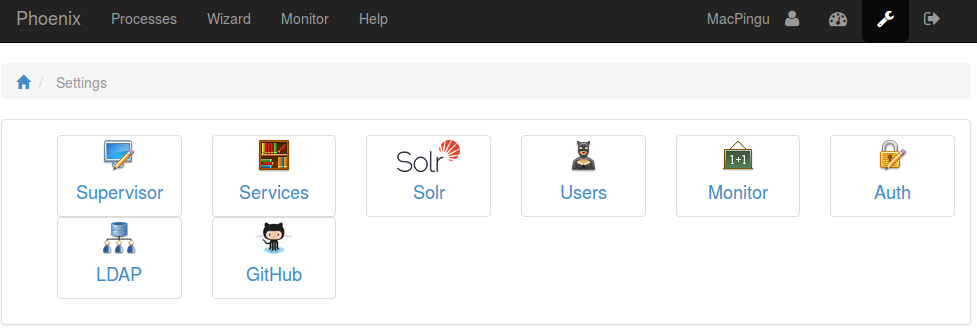 Phoenix Processes Wizard Monitor Help MacPingu
/ Settings
Supervisor Services Solr Solr Users 1+1 Monitor Auth
LDAP GitHub